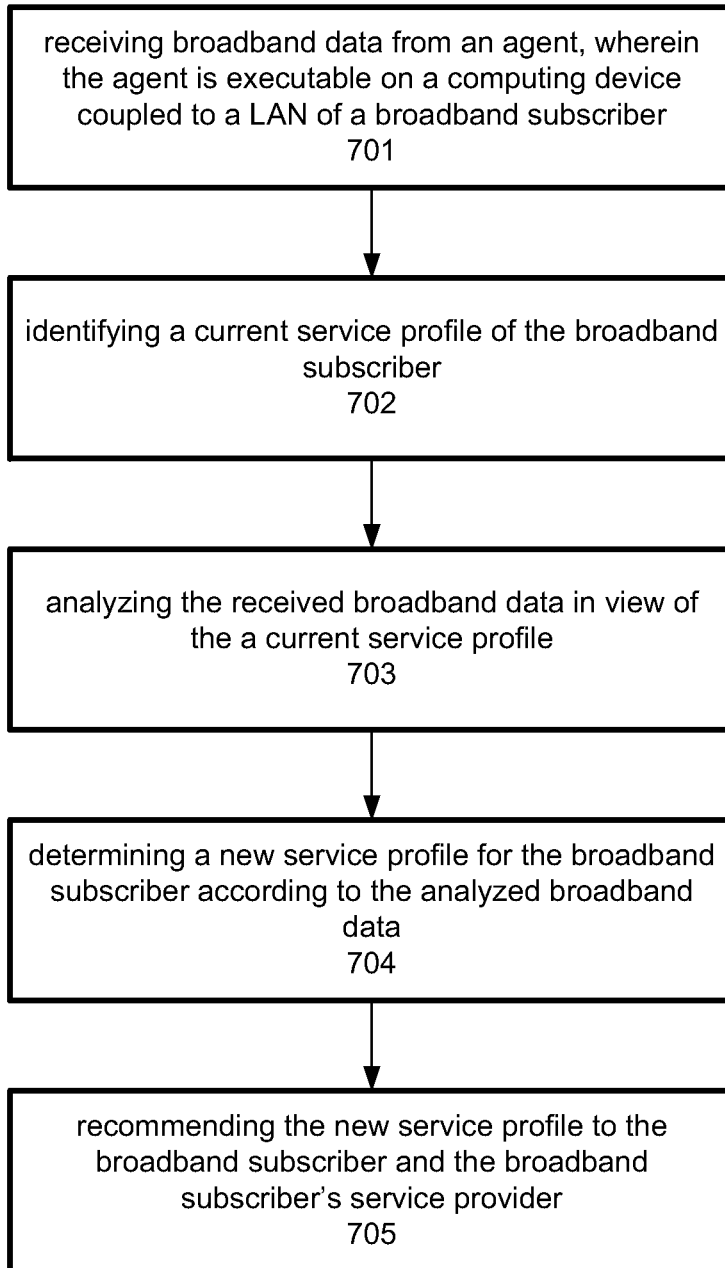 receiving broadband data from an agent, wherein
the agent is executable on a computing device
coupled to a LAN of a broadband subscriber
701
identifying a current service profile of the broadband
subscriber
702
analyzing the received broadband data in view of
the a current service profile
703
determining a new service profile for the broadband
subscriber according to the analyzed broadband
data
704
recommending the new service profile to the
broadband subscriber and the broadband
subscriber's service provider
705